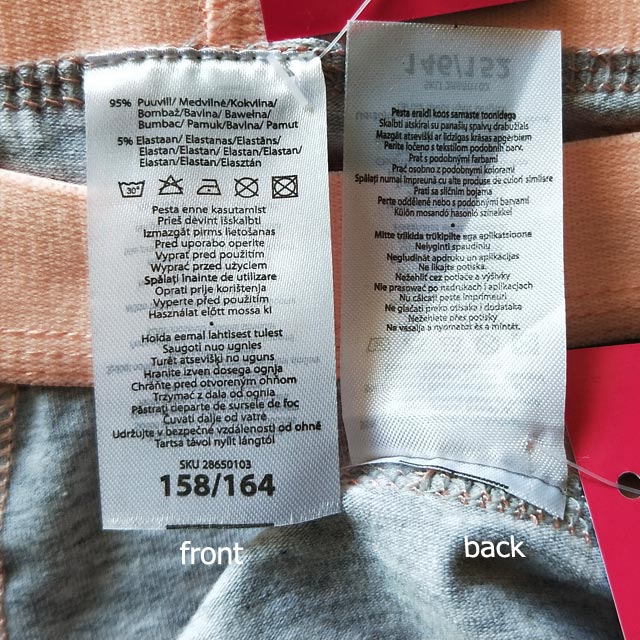 95% Puuvill/ Medvilnė/Kokvilna/
Bombaž/Bavlna/ Bawełna/
Bumbac/ Pamuk/Bavlna/ Pamut
5% Elastaan/ Elastanas/Elastāns/
Elastan/Elastan/ Elastan/Elastan/
Elastan/Elastan/Elasztán
30°
Pesta enne kasutamist
Prieš dėvint išskalbti
Izmazgāt pirms lietošanas
Pred uporabo operite
Vyprať pred použitím
Wyprać przed użyciem
Spălați înainte de utilizare
Oprati prije korištenja
Vyperte před použitím
Használat előtt mossa ki
•
Hoida eemal lahtisest tulest
Saugoti nuo ugnies
Turēt atsevišķi no uguns
Hranite izven dosega ognja
Chráňte pred otvoreným ohňom
Trzymać z dala od ognia
Păstrați departe de sursele de foc
Čuvati dalje od vatre
Udržujte v bezpečné vzdálenosti od ohně
Tartsa távol nyílt lángtól
SKU 28650103
158/164
front
146/152
Pesta eraldi koos samaste toonidega
Skalbti atskirai su panašių spalvų drabužiais
Mazgāt atsevišķi ar līdzīgas krāsas apģērbiem
Perite ločeno s tekstilom podobnih barv.
Prať s podobnými farbami
Prać osobno z podobnymi kolorami
Spălați numai împreună cu alte produse de culori similare
Prati sa sličnim bojama
Perte odděleně nebo s podobnými barvami
Külön mosandó hasonló színekkel
•
Mitte triikida trükipilte ega aplikatsioone
Nelyginti spaudinių
Negludināt apdruku un aplikācijas
Ne likajte potiska.
Nežehliť cez potlače a výšivky
Nie prasować po nadrukach i aplikacjach
Nu călcați peste imprimeuri
Ne glačati preko otisaka i dodataka
Nežehlete přes potisky
Ne vasalja a nyomatot és a mintát.
back